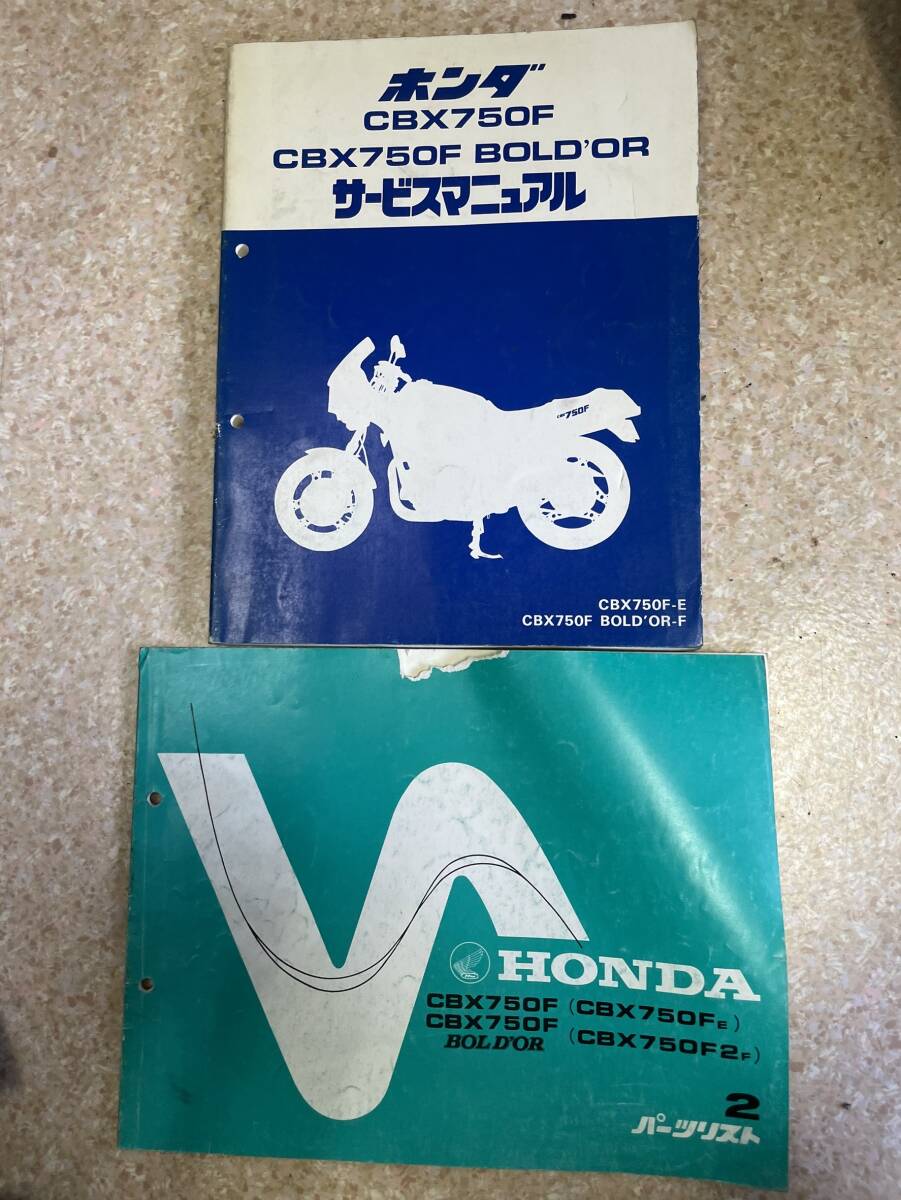 ホンダ
CBX750F
CBX750F BOLD'OR
サービスマニュアル
CBX750F
CBX750F-E
CBX750F BOLD'OR-F
HONDA
CBX750F (CBX750FE)
CBX750F (CBX750F2F)
BOLD'OR
2
パーツリスト